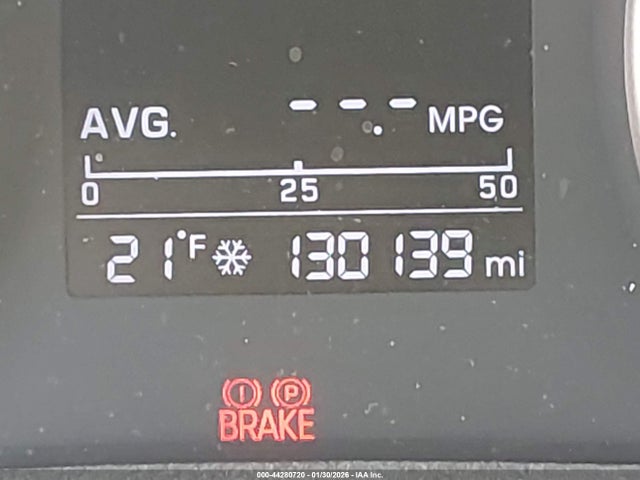 AVG. --.- MPG
0 25 50
21°F 130139 mi
(!) (P)
BRAKE
000-44280720 - 01/30/2026 - IAA Inc.